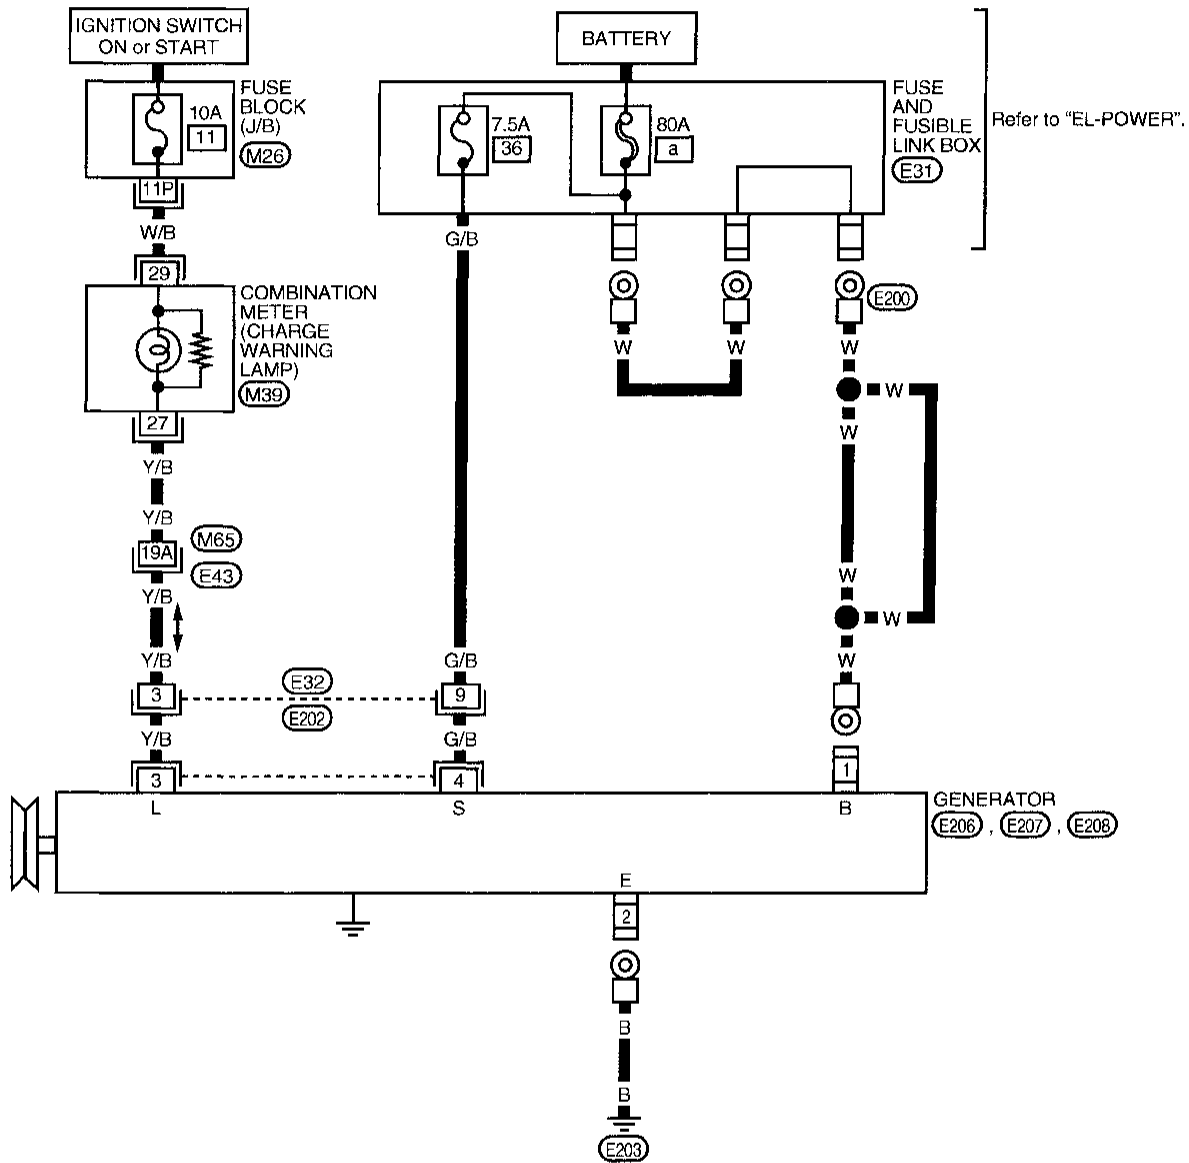 IGNITION SWITCH
ON or START
BATTERY
10A
11
FUSE
BLOCK
(J/B)
M26
7.5A
36
80A
a
FUSE
AND
FUSIBLE
LINK BOX
E31
Refer to "EL-POWER".
11P
W/B
G/B
29
COMBINATION
METER
(CHARGE
WARNING
LAMP)
M39
E200
W
W
W
W
W
27
Y/B
Y/B
19A
M65
E43
W
Y/B
W
Y/B
G/B
W
3
E32
9
E202
Y/B
G/B
3
4
1
L
S
B
GENERATOR
E206 , E207 , E208
E
2
B
B
E203